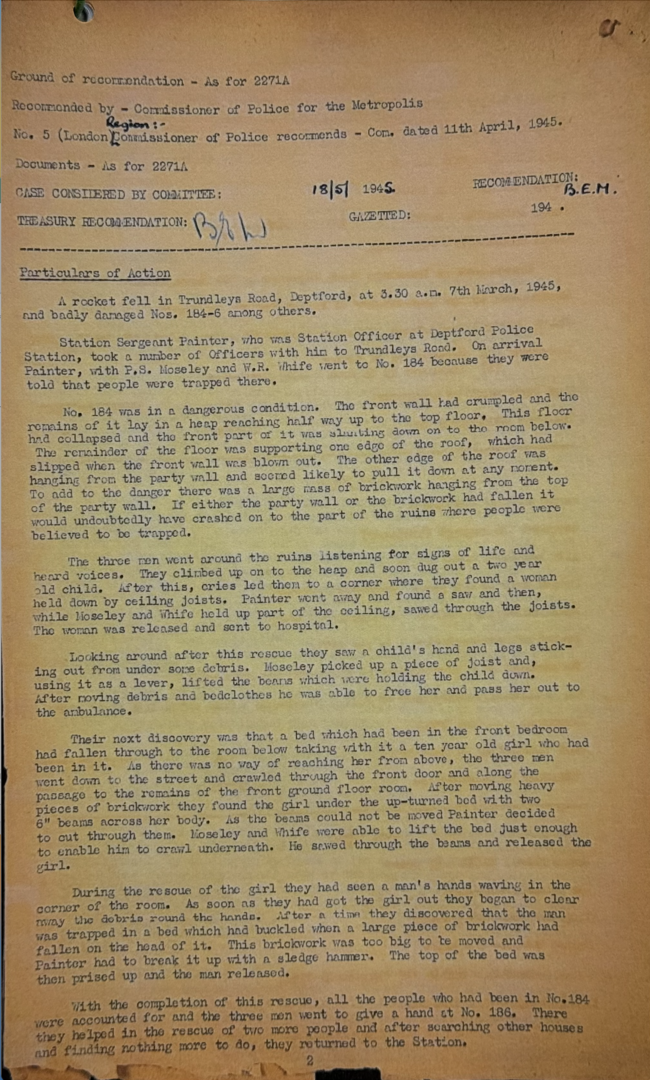 Ground of recommendation - As for 2271A
Recommended by - Commissioner of Police for the Metropolis
Region:-
No. 5 (London Commissioner of Police recommends - Com. dated 11th April, 1945.
Documents - As for 2271A
CASE CONSIDERED BY COMMITTEE: 18/5/ 1945. RECOMMENDATION: B.E.M.
TREASURY RECOMMENDATION: BEM GAZETTED: 194 .
Particulars of Action
A rocket fell in Trundleys Road, Deptford, at 3.30 a.m. 7th March, 1945,
and badly damaged Nos. 184-6 among others.
Station Sergeant Painter, who was Station Officer at Deptford Police
Station, took a number of Officers with him to Trundleys Road. On arrival
Painter, with P.S. Moseley and W.R. Whife went to No. 184 because they were
told that people were trapped there.
No. 184 was in a dangerous condition. The front wall had crumpled and the
remains of it lay in a heap reaching half way up to the top floor. This floor
had collapsed and the front part of it was slanting down on to the room below.
The remainder of the floor was supporting one edge of the roof, which had
slipped when the front wall was blown out. The other edge of the roof was
hanging from the party wall and seemed likely to pull it down at any moment.
To add to the danger there was a large mass of brickwork hanging from the top
of the party wall. If either the party wall or the brickwork had fallen it
would undoubtedly have crashed on to the part of the ruins where people were
believed to be trapped.
The three men went around the ruins listening for signs of life and
heard voices. They climbed up on to the heap and soon dug out a two year
old child. After this, cries led them to a corner where they found a woman
held down by ceiling joists. Painter went away and found a saw and then,
while Moseley and Whife held up part of the ceiling, sawed through the joists.
The woman was released and sent to hospital.
Looking around after this rescue they saw a child's hand and legs stick-
ing out from under some debris. Moseley picked up a piece of joist and,
using it as a lever, lifted the beams which were holding the child down.
After moving debris and bedclothes he was able to free her and pass her out to
the ambulance.
Their next discovery was that a bed which had been in the front bedroom
had fallen through to the room below taking with it a ten year old girl who had
been in it. As there was no way of reaching her from above, the three men
went down to the street and crawled through the front door and along the
passage to the remains of the front ground floor room. After moving heavy
pieces of brickwork they found the girl under the up-turned bed with two
6" beams across her body. As the beams could not be moved Painter decided
to cut through them. Moseley and Whife were able to lift the bed just enough
to enable him to crawl underneath. He sawed through the beams and released the
girl.
During the rescue of the girl they had seen a man's hands waving in the
corner of the room. As soon as they had got the girl out they began to clear
away the debris round the hands. After a time they discovered that the man
was trapped in a bed which had buckled when a large piece of brickwork had
fallen on the head of it. This brickwork was too big to be moved and
Painter had to break it up with a sledge hammer. The top of the bed was
then prised up and the man released.
With the completion of this rescue, all the people who had been in No.184
were accounted for and the three men went to give a hand at No. 186. There
they helped in the rescue of two more people and after searching other houses
and finding nothing more to do, they returned to the Station.
2